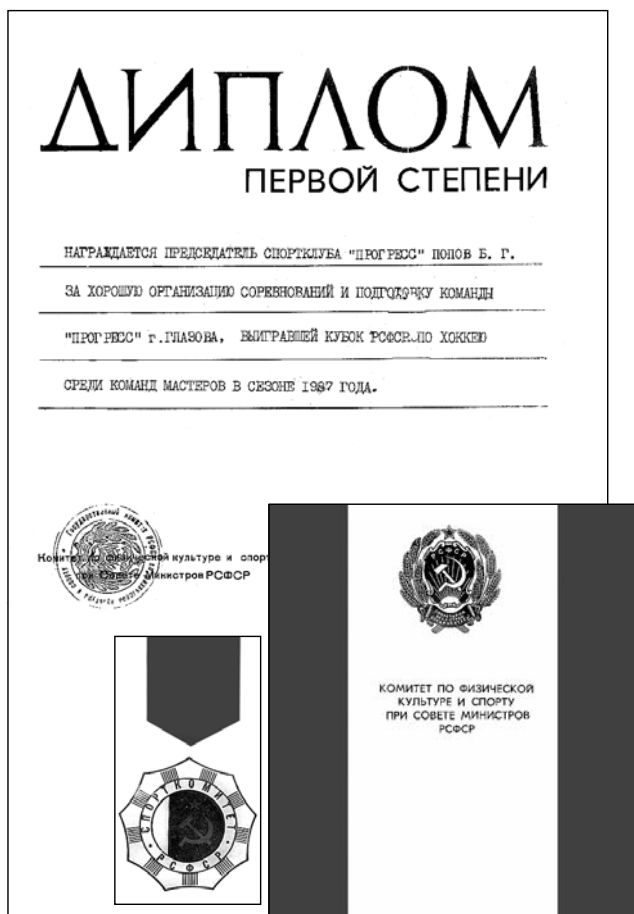 ДИПЛОМ
ПЕРВОЙ СТЕПЕНИ
НАГРАЖДАЕТСЯ ПРЕДСЕДАТЕЛЬ СПОРТКЛУБА "ПРОГРЕСС" ПОПОВ Б. Г.
ЗА ХОРОШУЮ ОРГАНИЗАЦИЮ СОРЕВНОВАНИЙ И ПОДГОТОВКУ КОМАНДЫ
"ПРОГРЕСС" г.ГЛАЗОВА, ВЫИГРАВШЕЙ КУБОК РСФСР ПО ХОККЕЮ
СРЕДИ КОМАНД МАСТЕРОВ В СЕЗОНЕ 1987 ГОДА.
Комитет по физической культуре и спорт
при Совете Министров РСФСР
КОМИТЕТ ПО ФИЗИЧЕСКОЙ
КУЛЬТУРЕ И СПОРТУ
ПРИ СОВЕТЕ МИНИСТРОВ
РСФСР
СПОРТКОМИТЕТ
РСФСР